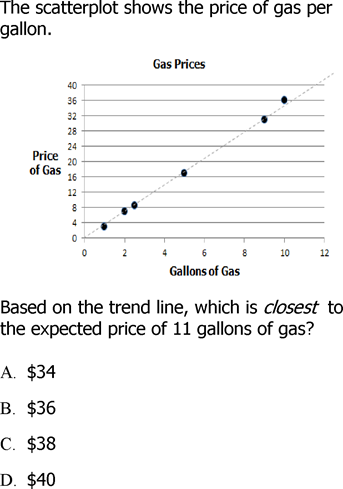 The scatterplot shows the price of gas per
gallon.
Gas Prices
40
36
32
28
24
20
16
12
8
4
0
Price
of Gas
0 2 4 6 8 10 12
Gallons of Gas
Based on the trend line, which is closest to
the expected price of 11 gallons of gas?
A. $34
B. $36
C. $38
D. $40